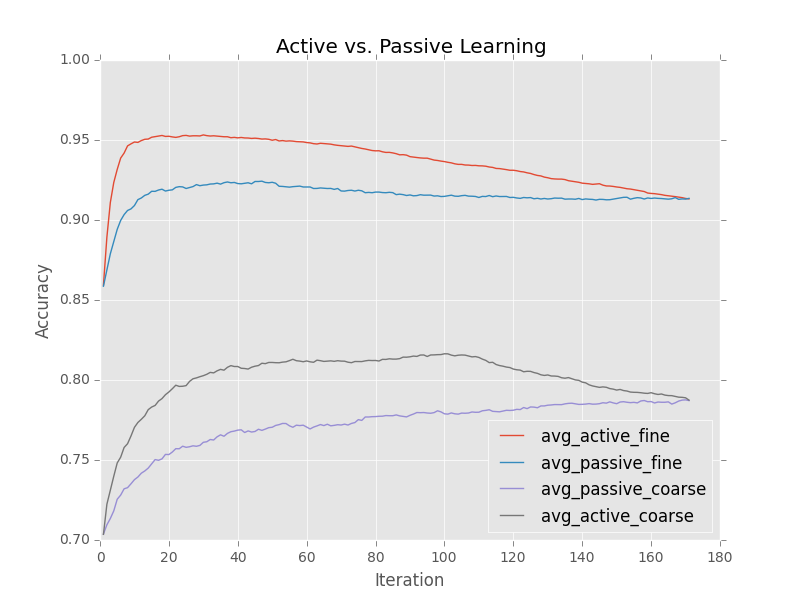 Active vs. Passive Learning
1.00
0.95
0.90
0.85
0.80
0.75
0.70
Accuracy
avg_active_fine
avg_passive_fine
avg_passive_coarse
avg_active_coarse
0 20 40 60 80 100 120 140 160 180
Iteration